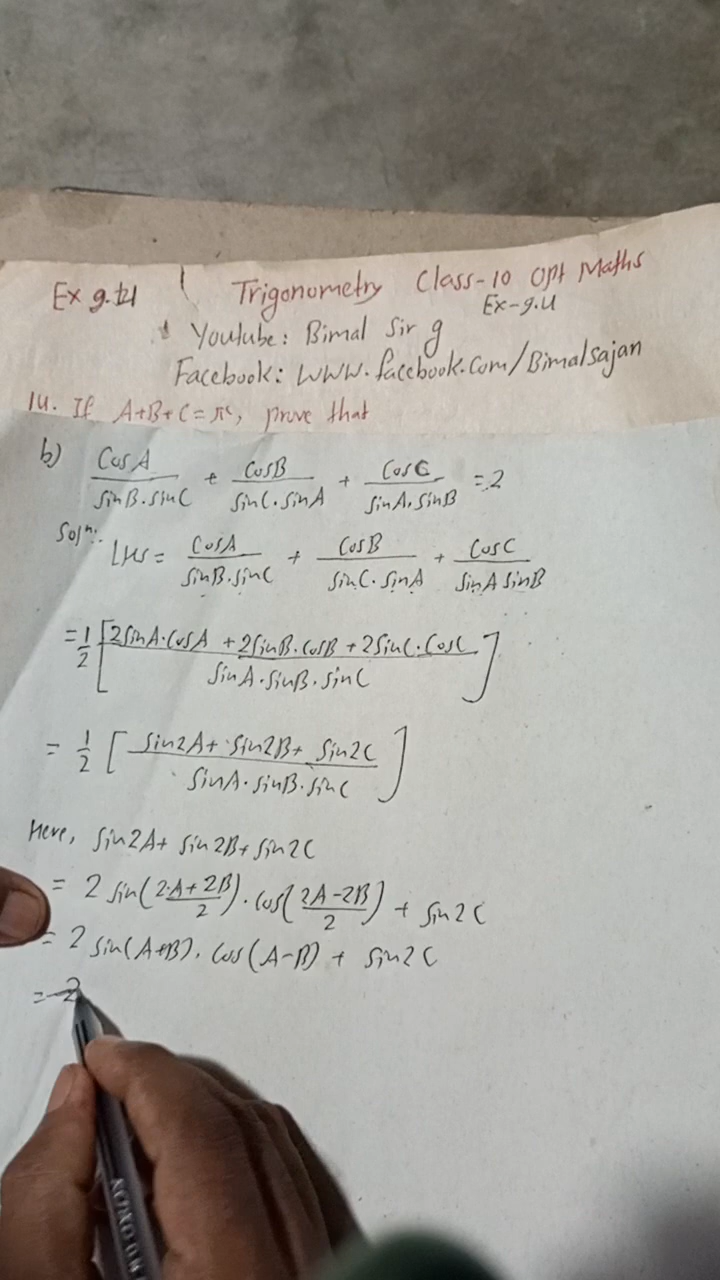 Ex 9.4 Trigonometry Class-10 Opt Maths
Ex-9.4
Youtube: Bimal Sir g
Facebook: www.facebook.com/Bimalsajan
14. If A+B+C=πᶜ, prove that
b) CosA/SinB.SinC + CosB/SinC.SinA + CosC/SinA.SinB = 2
Solⁿ:
LHS = CosA/SinB.SinC + CosB/SinC.SinA + CosC/SinA SinB
= 1/2 [2SinA.CosA + 2SinB.CosB + 2SinC.CosC / SinA.SinB.SinC]
= 1/2 [Sin2A + Sin2B + Sin2C / SinA.SinB.SinC]
Here, Sin2A + Sin2B + Sin2C
= 2 Sin(2A+2B/2).Cos(2A-2B/2) + Sin2C
= 2 Sin(A+B).Cos(A-B) + Sin2C
= 2